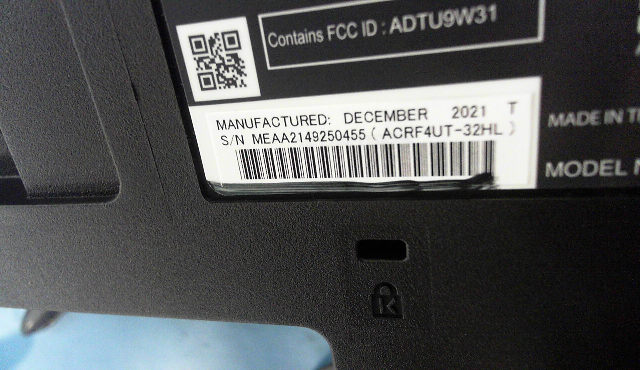 Contains FCC ID : ADTU9W31
MANUFACTURED: DECEMBER 2021 T
S/N MEAA2149250455 ( ACRF4UT-32HL )
MADE IN
MODEL